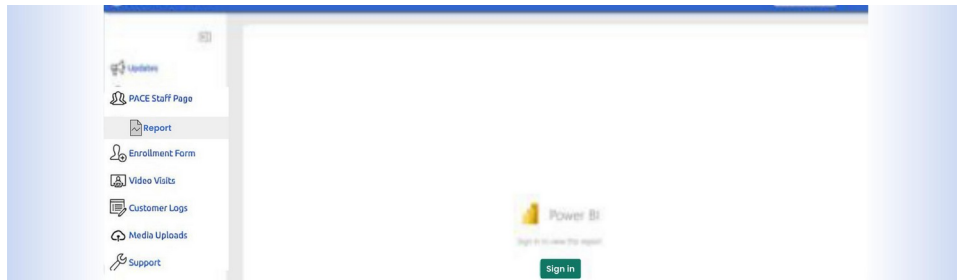 Updates
PACE Staff Page
Report
Enrollment Form
Video Visits
Customer Logs
Media Uploads
Support
Power BI
Sign in to view this report
Sign in